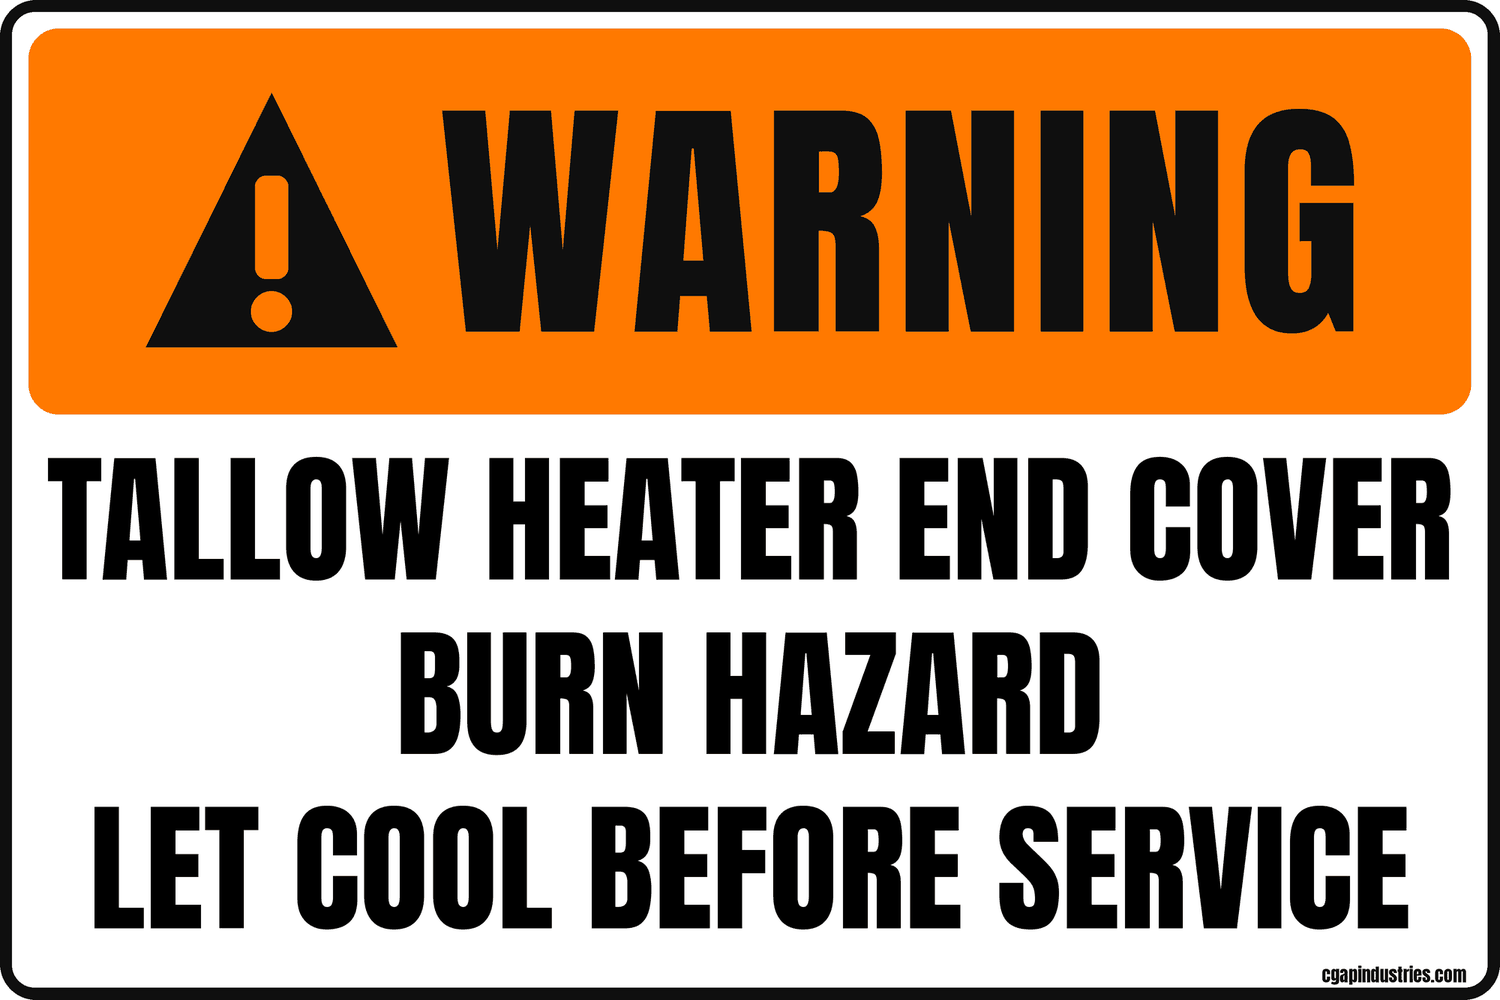 WARNING
TALLOW HEATER END COVER
BURN HAZARD
LET COOL BEFORE SERVICE
cgapindustries.com